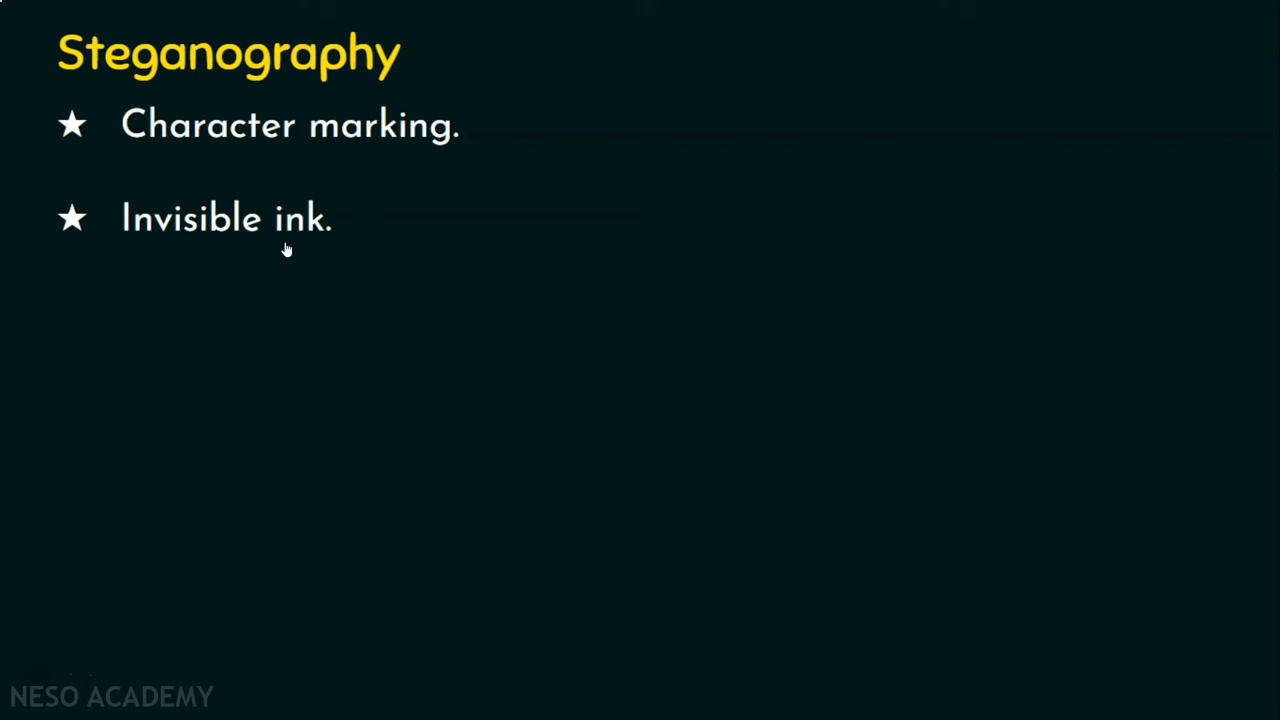 Steganography
★ Character marking.
★ Invisible ink.
NESO ACADEMY